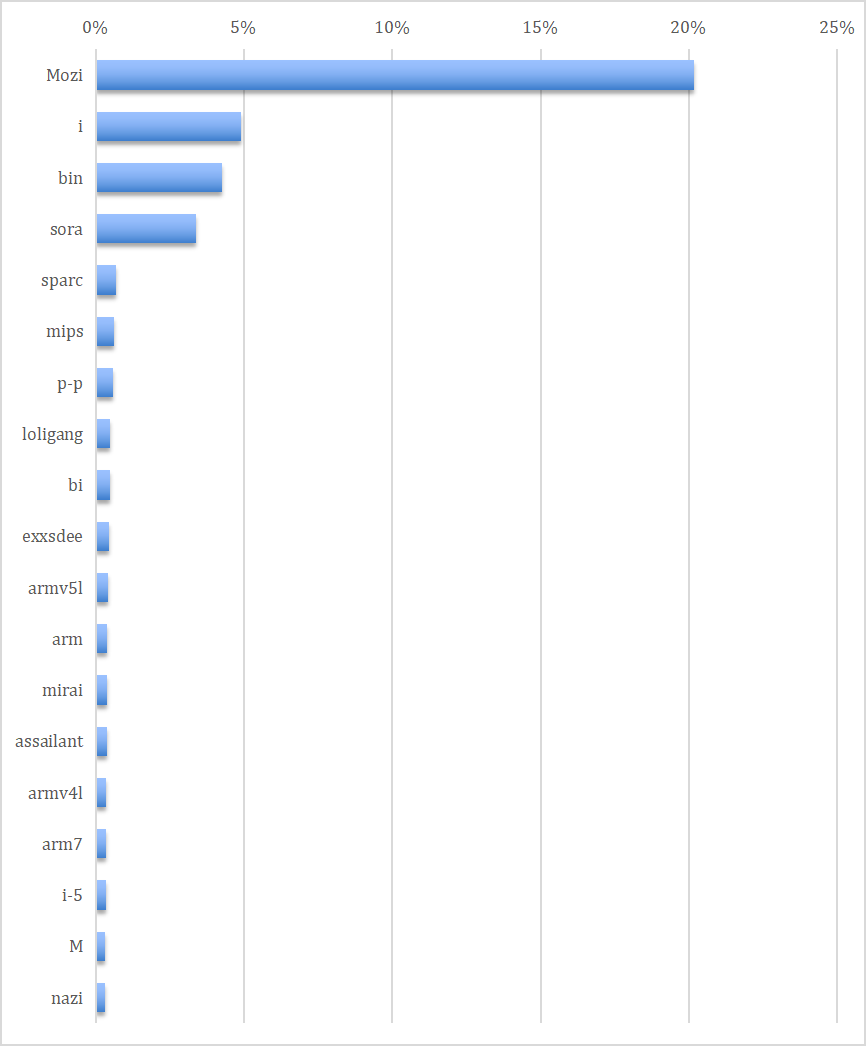 0% 5% 10% 15% 20% 25%
Mozi
i
bin
sora
sparc
mips
p-p
loligang
bi
exxsdee
armv5l
arm
mirai
assailant
armv4l
arm7
i-5
M
nazi